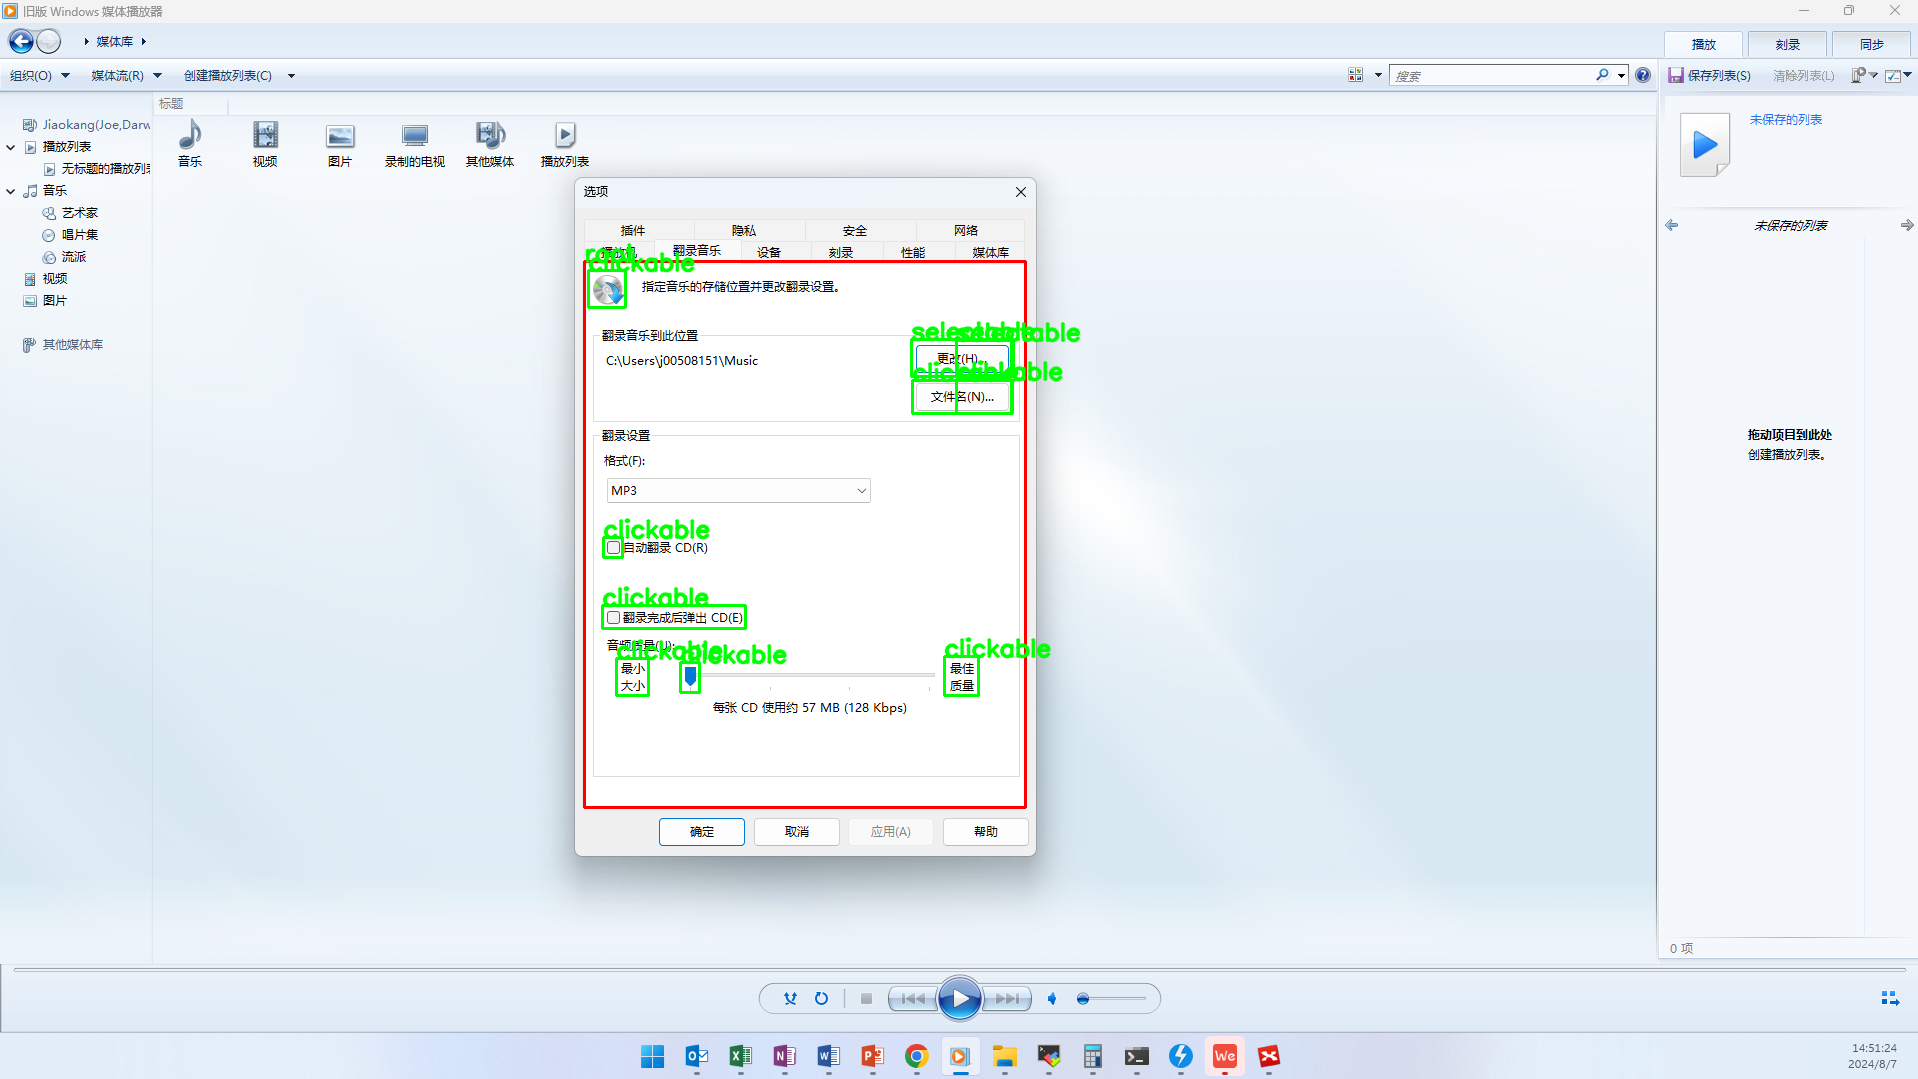 旧版 Windows 媒体播放器
媒体库
播放
刻录
同步
组织(O)
媒体流(R)
创建播放列表(C)
搜索
保存列表(S)
清除列表(L)
标题
Jiaokang(Joe,Darw
播放列表
无标题的播放列表
音乐
艺术家
唱片集
流派
视频
图片
其他媒体库
音乐
视频
图片
录制的电视
其他媒体
播放列表
未保存的列表
未保存的列表
拖动项目到此处
创建播放列表。
0 项
选项
插件
隐私
安全
网络
翻录音乐
设备
刻录
性能
媒体库
root
clickable
指定音乐的存储位置并更改翻录设置。
翻录音乐到此位置
selectable
selectable
C:\Users\j00508151\Music
更改(H)...
clickable
clickable
文件名(N)...
翻录设置
格式(F):
MP3
clickable
自动翻录 CD(R)
clickable
翻录完成后弹出 CD(E)
音频质量(U):
clickable
clickable
clickable
最小
大小
最佳
质量
每张 CD 使用约 57 MB (128 Kbps)
确定
取消
应用(A)
帮助
We
14:51:24
2024/8/7